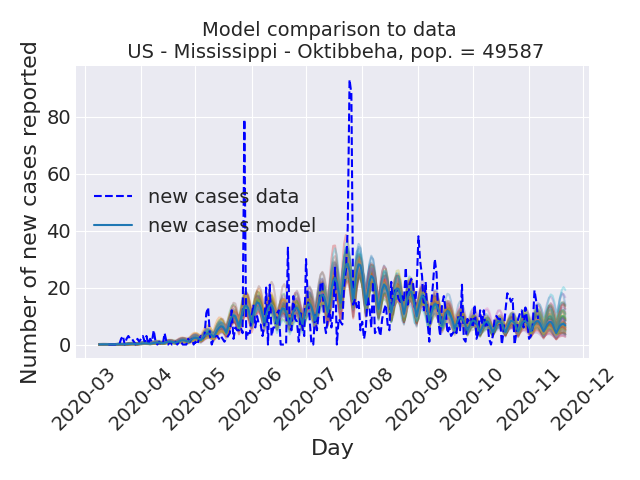 Model comparison to data
US - Mississippi - Oktibbeha, pop. = 49587
Number of new cases reported
80
60
40
20
0
new cases data
new cases model
2020-03
2020-04
2020-05
2020-06
2020-07
2020-08
2020-09
2020-10
2020-11
2020-12
Day